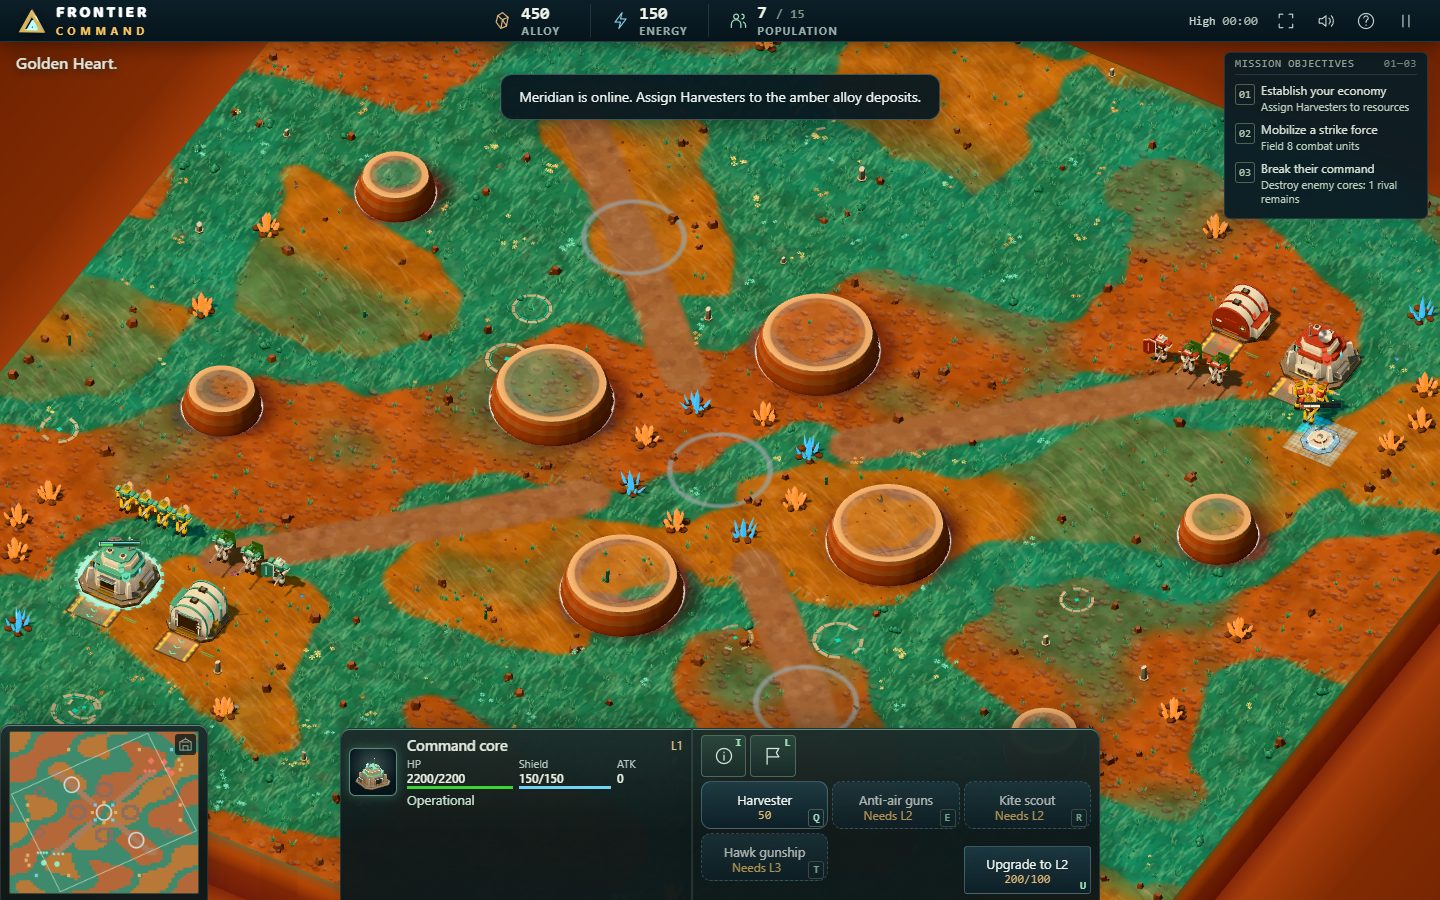 FRONTIER
COMMAND
450
ALLOY
150
ENERGY
7 / 15
POPULATION
High 00:00
Golden Heart.
Meridian is online. Assign Harvesters to the amber alloy deposits.
MISSION OBJECTIVES 01—03
01 Establish your economy
Assign Harvesters to resources
02 Mobilize a strike force
Field 8 combat units
03 Break their command
Destroy enemy cores: 1 rival
remains
Command core L1
HP Shield ATK
2200/2200 150/150 0
Operational
I L
Harvester
50 Q
Anti-air guns
Needs L2 E
Kite scout
Needs L2 R
Hawk gunship
Needs L3 T
Upgrade to L2
200/100 U